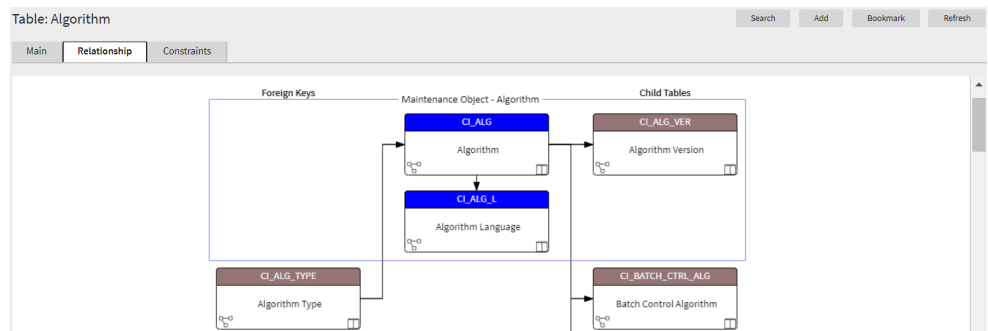 Table: Algorithm
Search Add Bookmark Refresh
Main Relationship Constraints
Foreign Keys
Maintenance Object - Algorithm
Child Tables
CI_ALG
Algorithm
CI_ALG_VER
Algorithm Version
CI_ALG_L
Algorithm Language
CI_ALG_TYPE
Algorithm Type
CI_BATCH_CTRL_ALG
Batch Control Algorithm